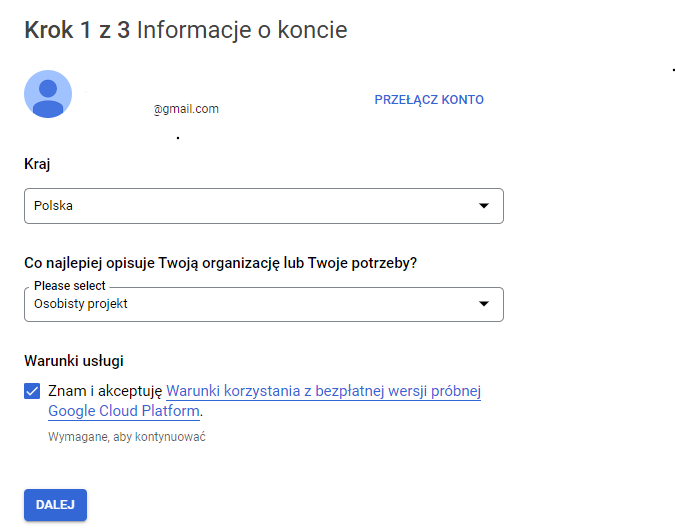 Krok 1 z 3 Informacje o koncie
@gmail.com
PRZEŁĄCZ KONTO
Kraj
Polska
Co najlepiej opisuje Twoją organizację lub Twoje potrzeby?
Please select
Osobisty projekt
Warunki usługi
Znam i akceptuję Warunki korzystania z bezpłatnej wersji próbnej
Google Cloud Platform.
Wymagane, aby kontynuować
DALEJ